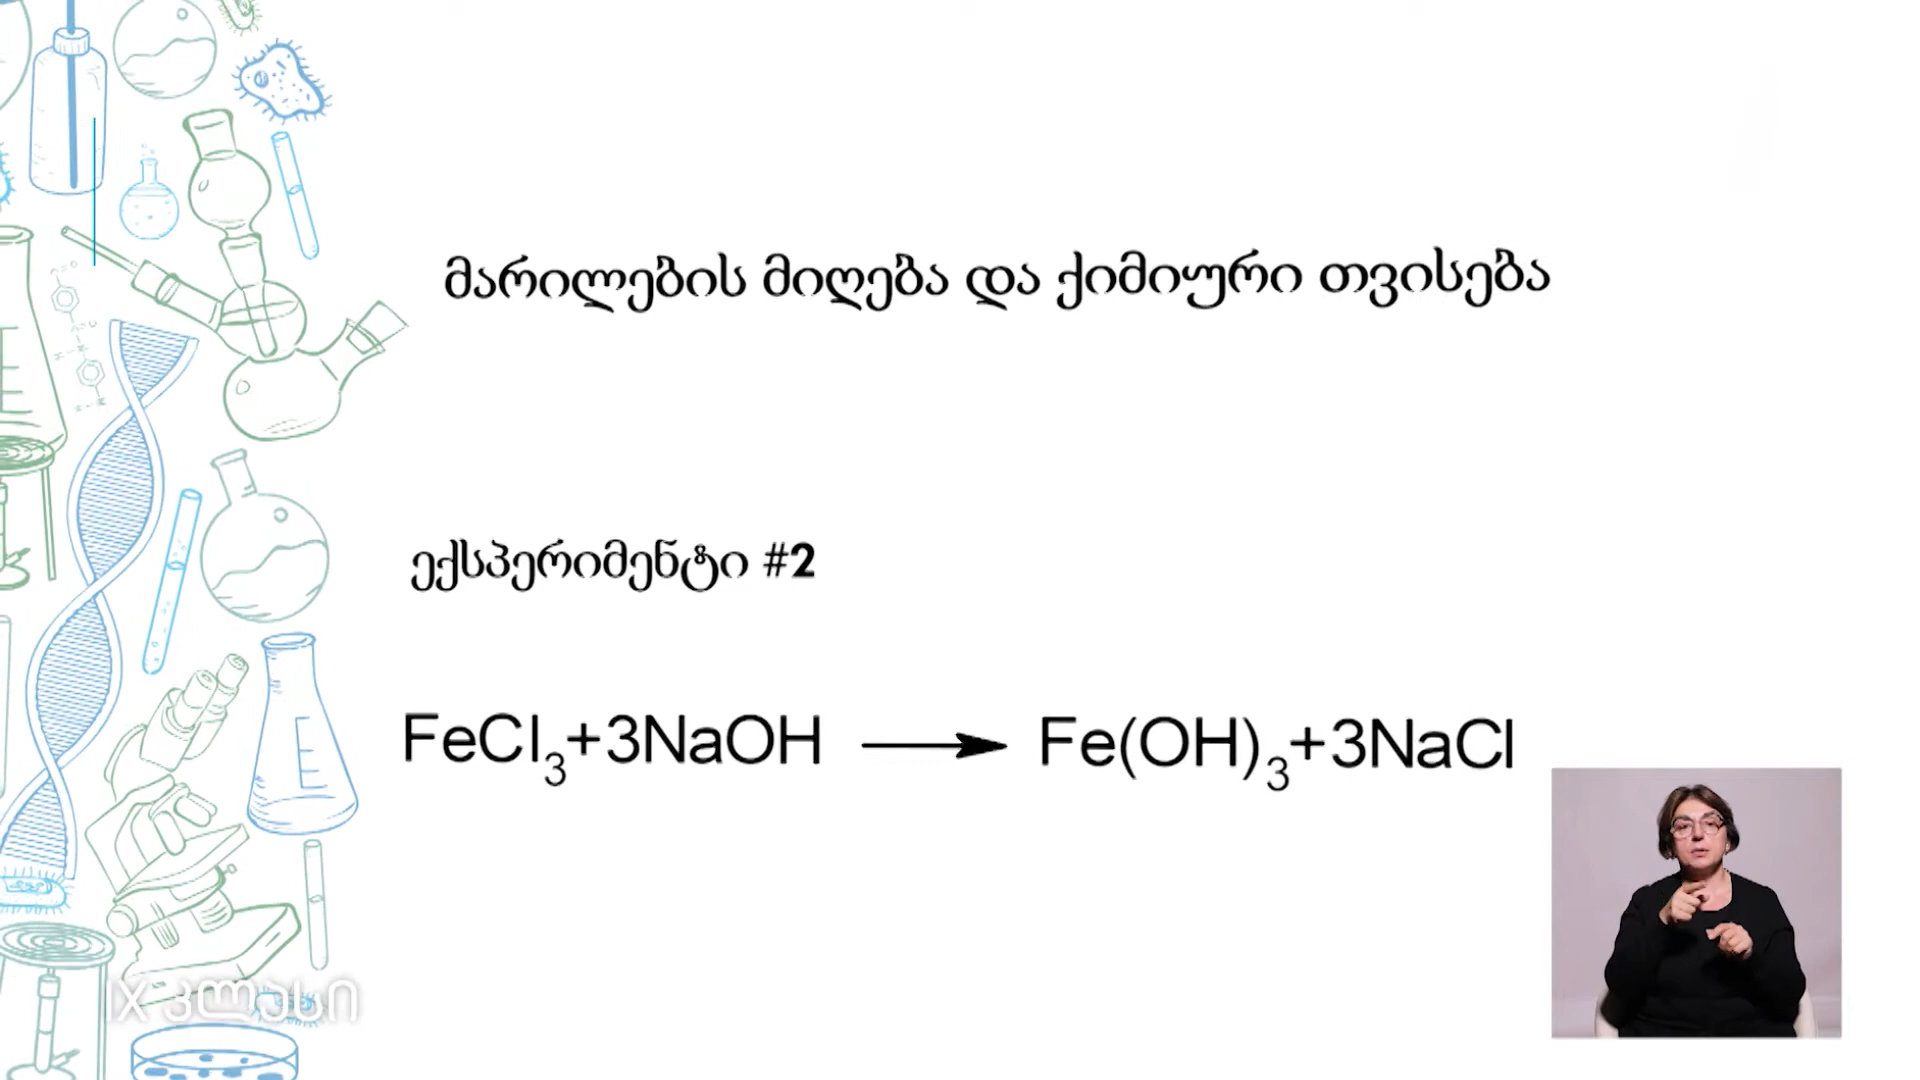 მარილების მიღება და ქიმიური თვისება
ექსპერიმენტი #2
FeCl₃+3NaOH → Fe(OH)₃+3NaCl
IX კლასი